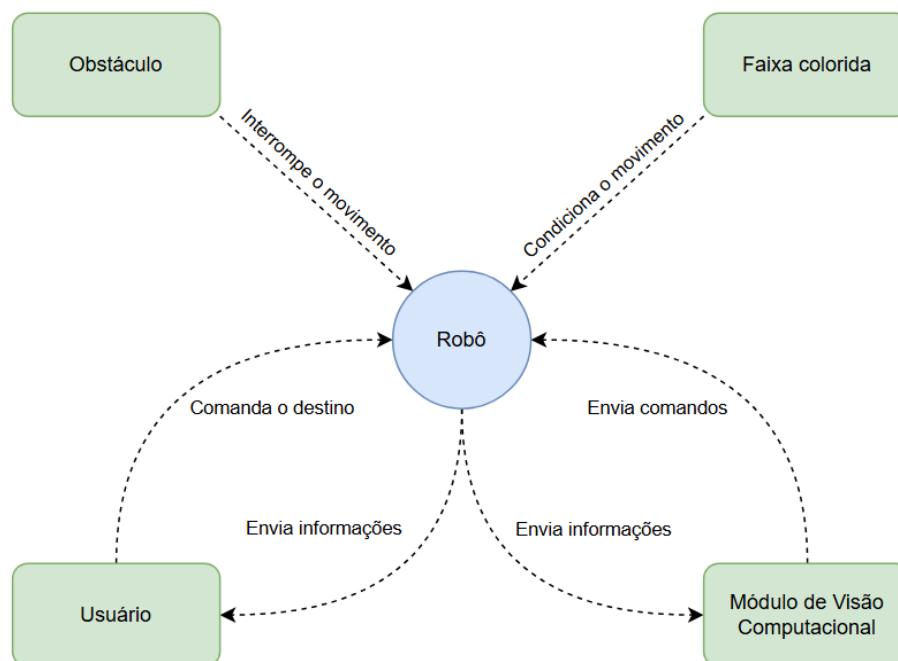 Obstáculo
Faixa colorida
Interrompe o movimento
Condiciona o movimento
Robô
Comanda o destino
Envia comandos
Envia informações
Envia informações
Usuário
Módulo de Visão
Computacional